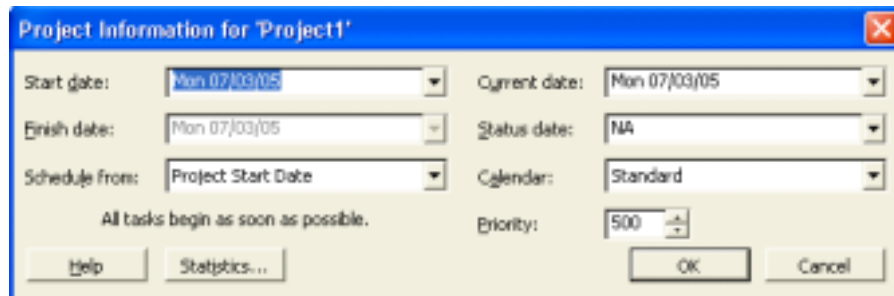 Project Information for 'Project1'
Start date: Mon 07/03/05 Current date: Mon 07/03/05
Finish date: Mon 07/03/05 Status date: NA
Schedule from: Project Start Date Calendar: Standard
All tasks begin as soon as possible. Priority: 500
Help Statistics... OK Cancel